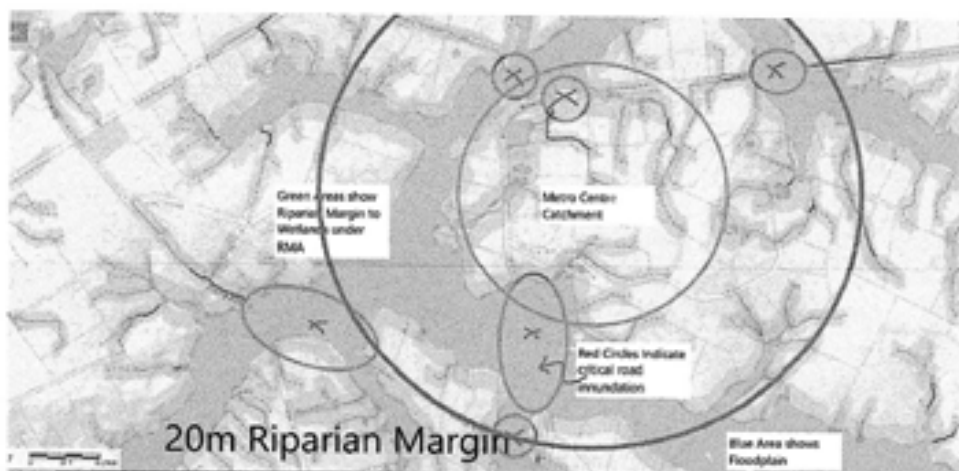 Green Areas show
Riparian Margin to
Wetlands under
RMA
Metro Centre
Catchment
Red Circles Indicate
critical road
innundation
20m Riparian Margin
Blue Area shows
Floodplain